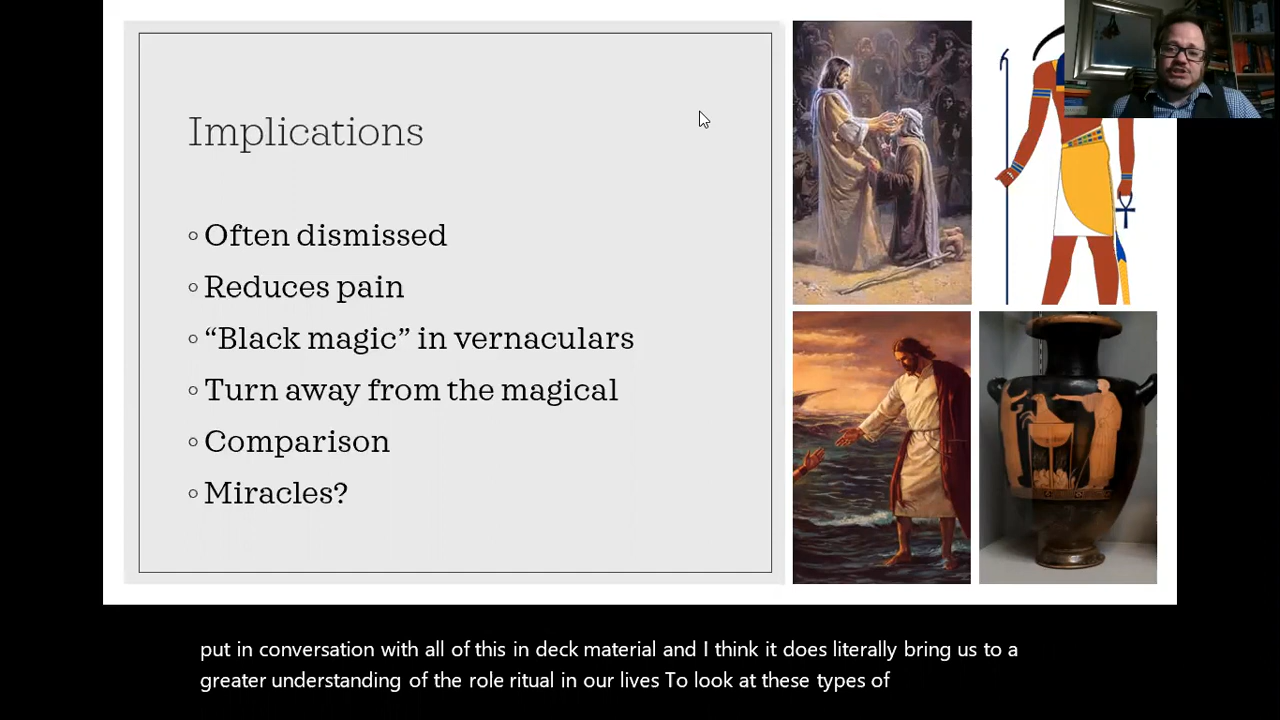 Implications
◦ Often dismissed
◦ Reduces pain
◦ “Black magic” in vernaculars
◦ Turn away from the magical
◦ Comparison
◦ Miracles?
put in conversation with all of this in deck material and I think it does literally bring us to a
greater understanding of the role ritual in our lives To look at these types of